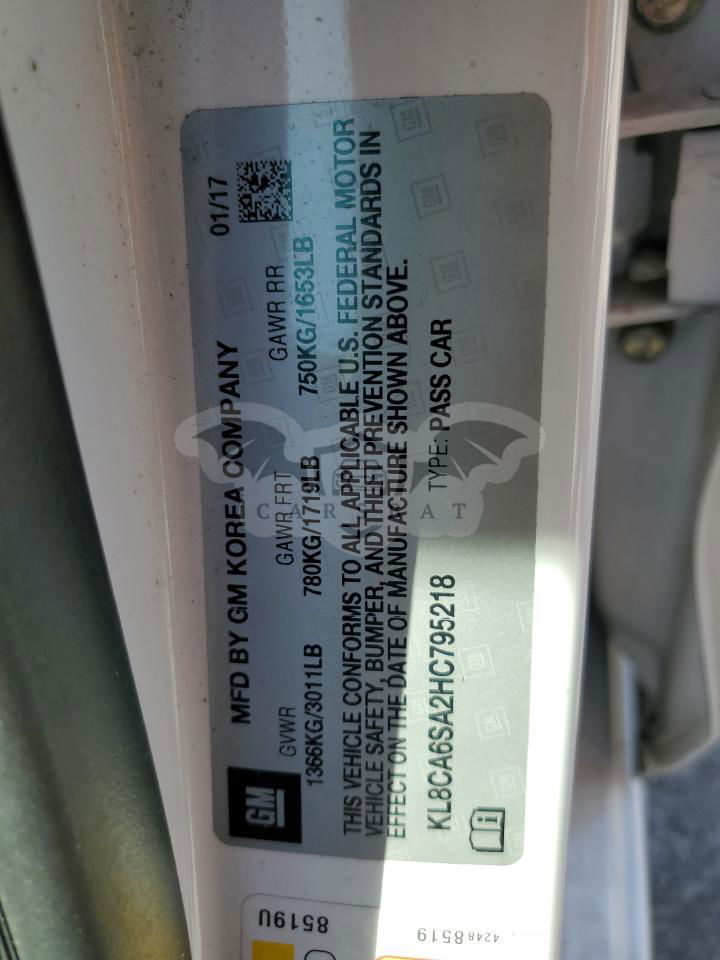 GM
MFD BY GM KOREA COMPANY 01/17
GVWR GAWR FRT GAWR RR
1366KG/3011LB 780KG/1719LB 750KG/1653LB
THIS VEHICLE CONFORMS TO ALL APPLICABLE U.S. FEDERAL MOTOR
VEHICLE SAFETY, BUMPER, AND THEFT PREVENTION STANDARDS IN
EFFECT ON THE DATE OF MANUFACTURE SHOWN ABOVE.
KL8CA6SA2HC795218 TYPE: PASS CAR
8519U
42488519